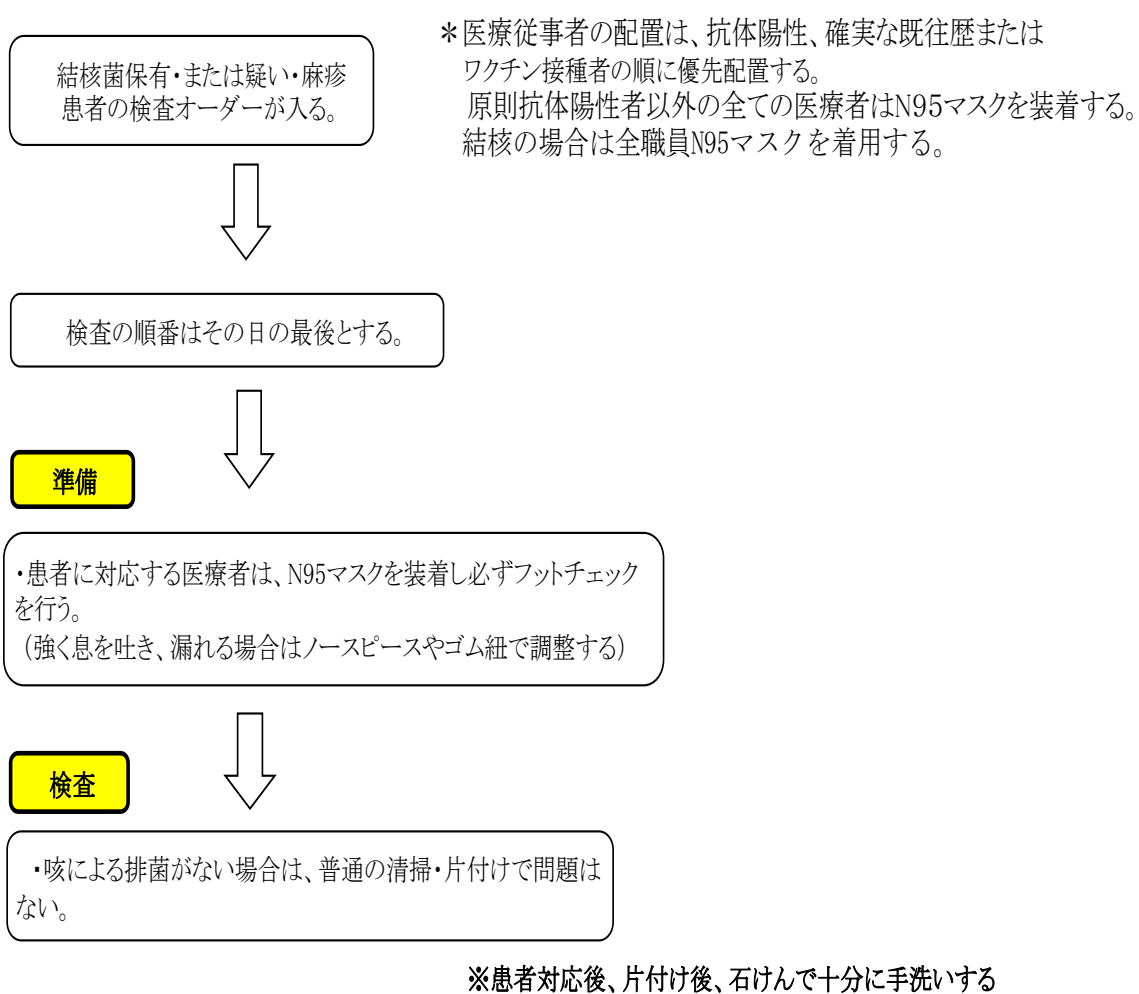 *医療従事者の配置は、抗体陽性、確実な既往歴または
ワクチン接種者の順に優先配置する。
原則抗体陽性者以外の全ての医療者はN95マスクを装着する。
結核の場合は全職員N95マスクを着用する。
結核菌保有・または疑い・麻疹
患者の検査オーダーが入る。
検査の順番はその日の最後とする。
準備
・患者に対応する医療者は、N95マスクを装着し必ずフットチェック
を行う。
(強く息を吐き、漏れる場合はノースピースやゴム紐で調整する)
検査
・咳による排菌がない場合は、普通の清掃・片付けで問題は
ない。
※患者対応後、片付け後、石けんで十分に手洗いする